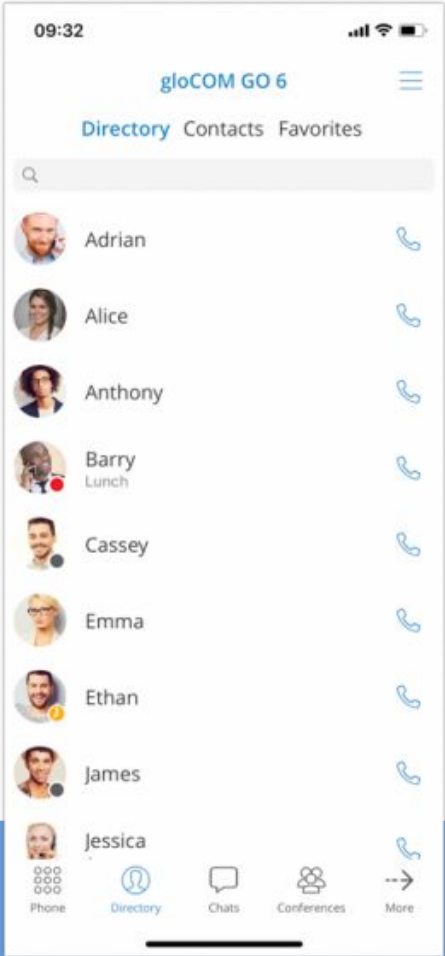 09:32
gloCOM GO 6
Directory Contacts Favorites
Adrian
Alice
Anthony
Barry
Lunch
Cassey
Emma
Ethan
James
Jessica
Phone Directory Chats Conferences More